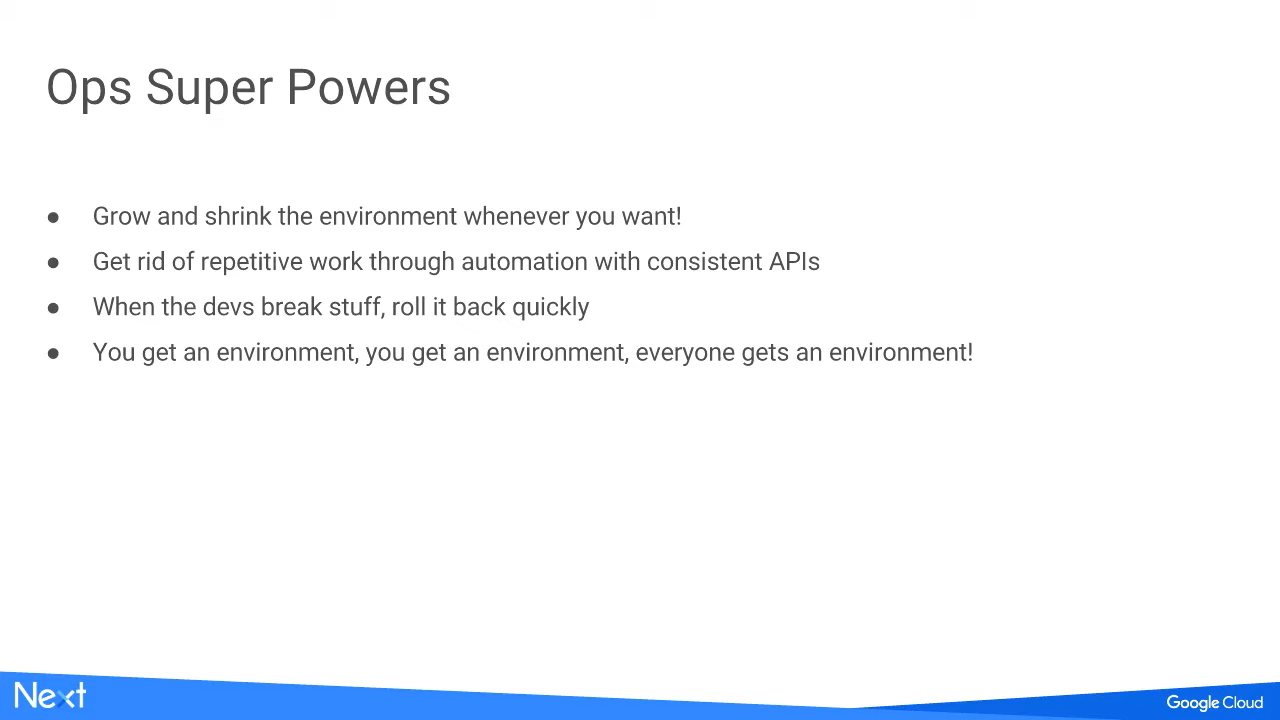 Ops Super Powers
● Grow and shrink the environment whenever you want!
● Get rid of repetitive work through automation with consistent APIs
● When the devs break stuff, roll it back quickly
● You get an environment, you get an environment, everyone gets an environment!
Next
Google Cloud